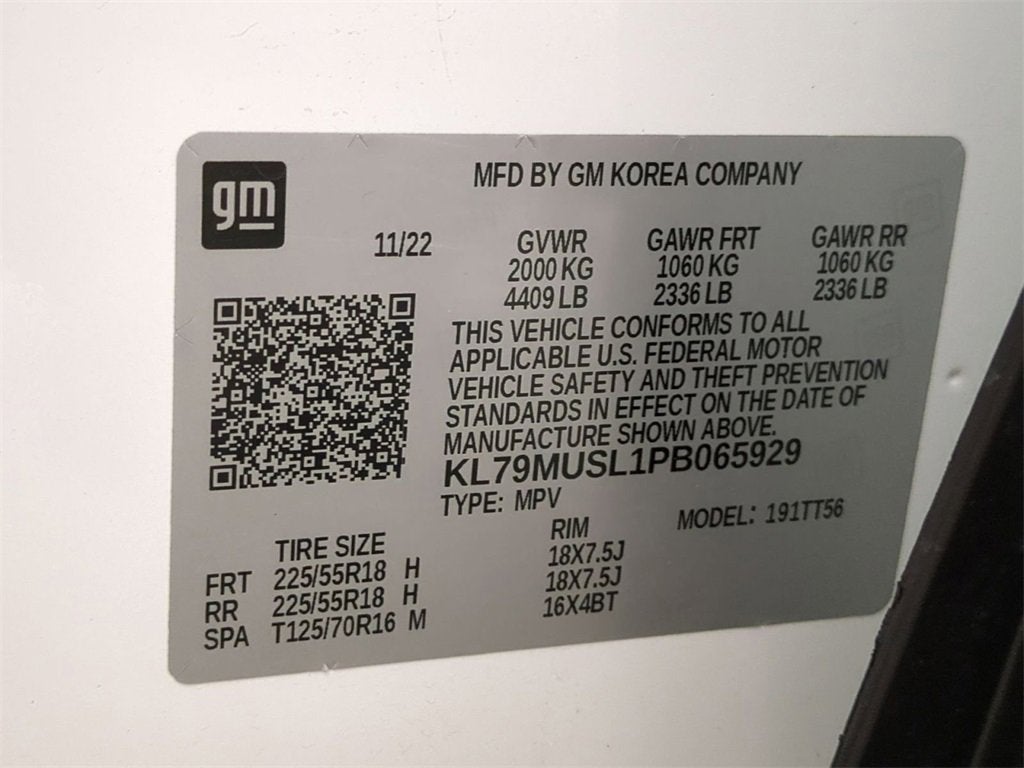 gm
MFD BY GM KOREA COMPANY
11/22 GVWR GAWR FRT GAWR RR
2000 KG 1060 KG 1060 KG
4409 LB 2336 LB 2336 LB
THIS VEHICLE CONFORMS TO ALL
APPLICABLE U.S. FEDERAL MOTOR
VEHICLE SAFETY AND THEFT PREVENTION
STANDARDS IN EFFECT ON THE DATE OF
MANUFACTURE SHOWN ABOVE.
KL79MUSL1PB065929
TYPE: MPV MODEL: 191TT56
TIRE SIZE RIM
FRT 225/55R18 H 18X7.5J
RR 225/55R18 H 18X7.5J
SPA T125/70R16 M 16X4BT